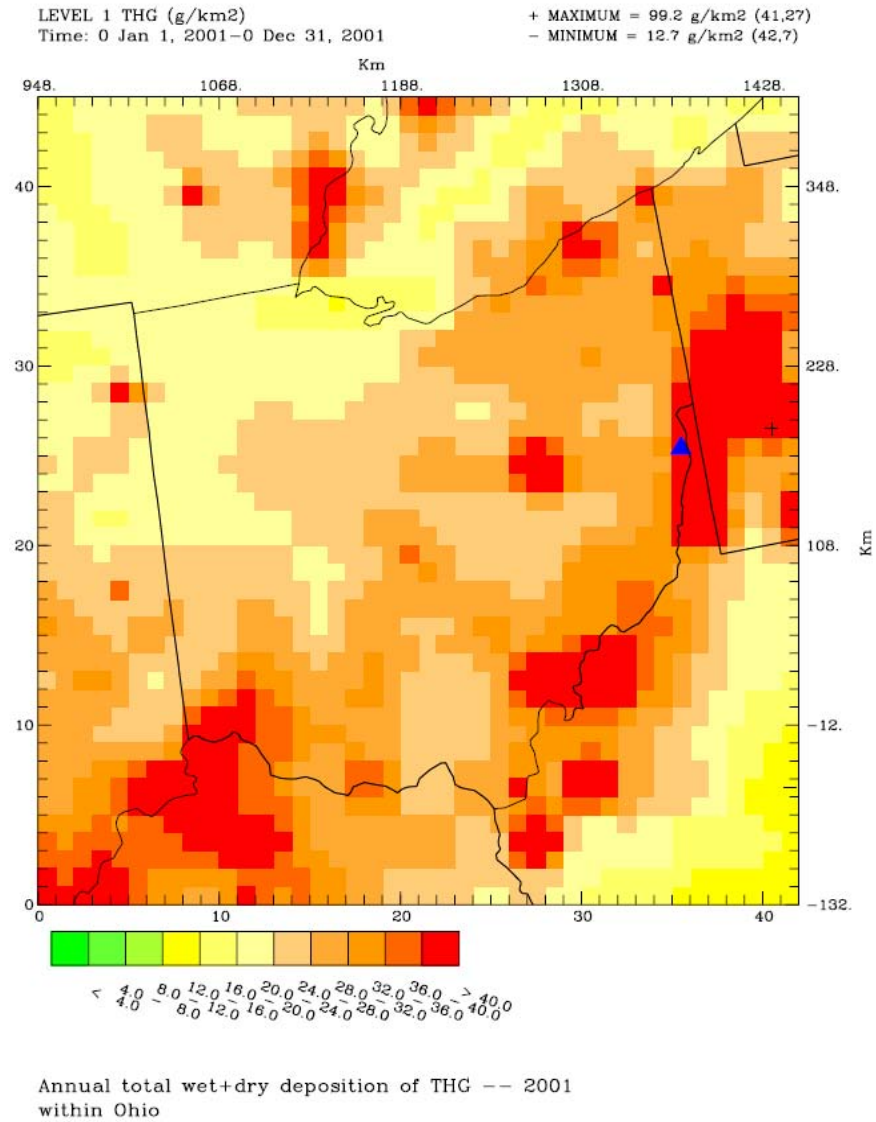 LEVEL 1 THG (g/km2)
Time: 0 Jan 1, 2001-0 Dec 31, 2001
+ MAXIMUM = 99.2 g/km2 (41,27)
- MINIMUM = 12.7 g/km2 (42,7)
Km
948. 1068. 1188. 1308. 1428.
40 348.
30 228.
20 108.
Km
10 -12.
0 -132.
0 10 20 30 40
< 4.0
4.0 - 8.0
8.0 - 12.0
12.0 - 16.0
16.0 - 20.0
20.0 - 24.0
24.0 - 28.0
28.0 - 32.0
32.0 - 36.0
36.0 - 40.0
> 40.0
Annual total wet+dry deposition of THG -- 2001
within Ohio